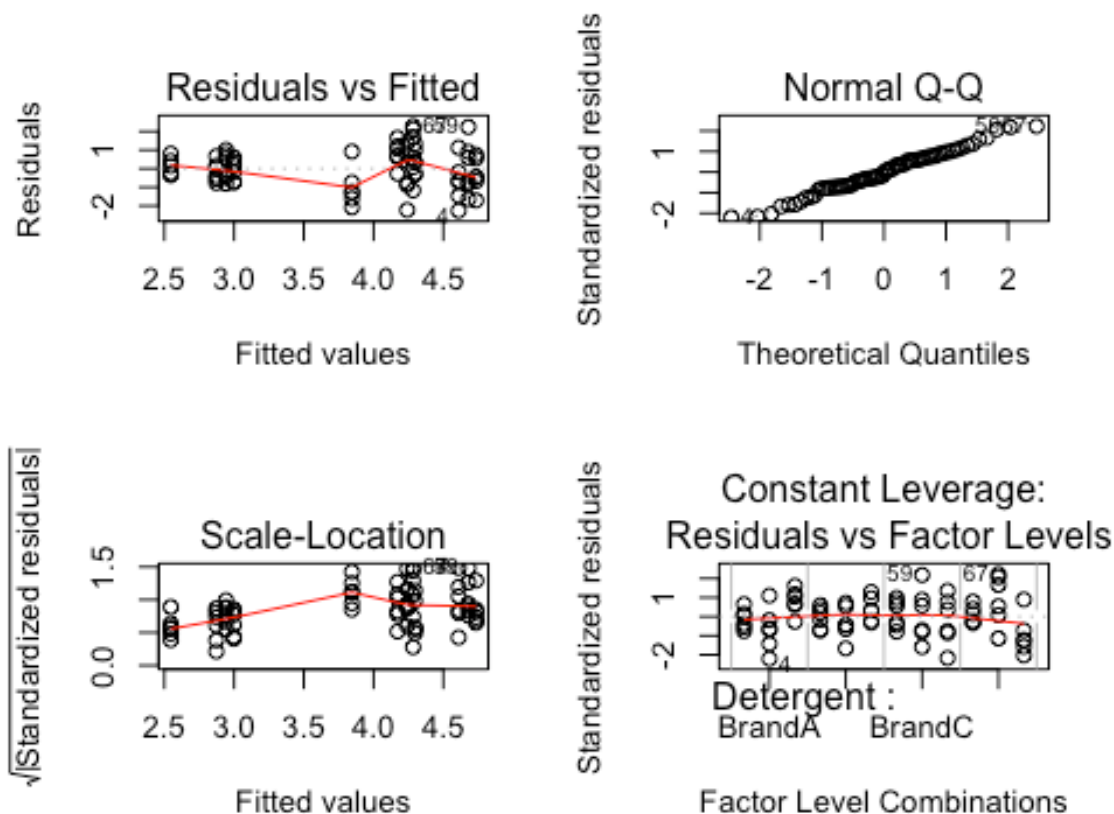 Residuals vs Fitted
Residuals
1
-2
4
2.5 3.0 3.5 4.0 4.5
Fitted values
Normal Q-Q
Standardized residuals
1
-2
4
-2 -1 0 1 2
Theoretical Quantiles
Scale-Location
√|Standardized residuals|
1.5
0.0
2.5 3.0 3.5 4.0 4.5
Fitted values
Constant Leverage:
Residuals vs Factor Levels
Standardized residuals
1
-2
59
67
4
Detergent :
BrandA BrandC
Factor Level Combinations